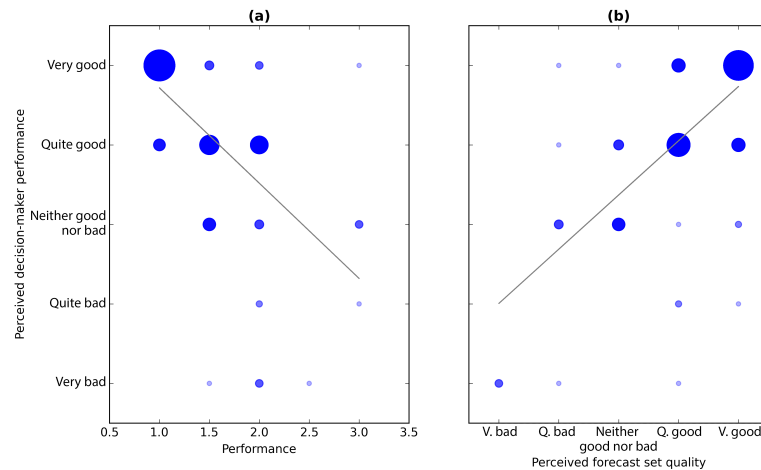 (a)
(b)
Perceived decision-maker performance
Very good
Quite good
Neither good
nor bad
Quite bad
Very bad
0.5 1.0 1.5 2.0 2.5 3.0 3.5
Performance
V. bad Q. bad Neither Q. good V. good
good nor bad
Perceived forecast set quality